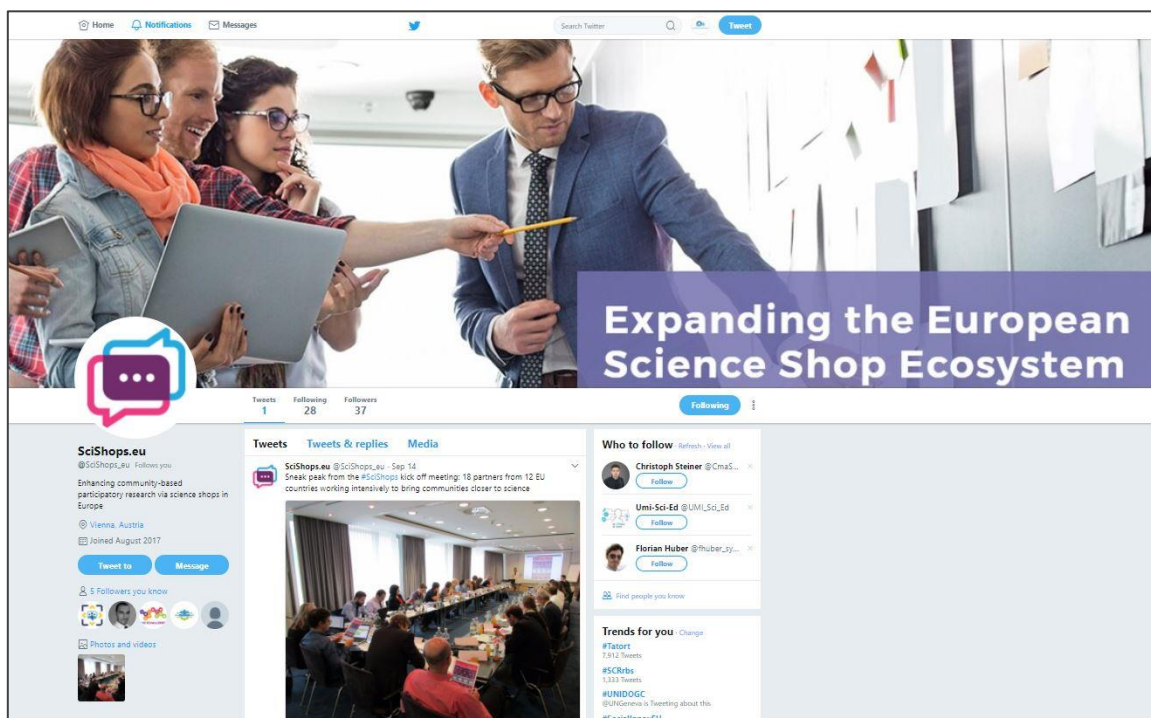 Home Notifications Messages
Search Twitter
Tweet
Expanding the European
Science Shop Ecosystem
Tweets Following Followers
1 28 37
Following
SciShops.eu
@SciShops_eu Follows you
Enhancing community-based
participatory research via science shops in
Europe
Vienna, Austria
Joined August 2017
Tweet to Message
5 Followers you know
Photos and videos
Tweets Tweets & replies Media
SciShops.eu @SciShops_eu · Sep 14
Sneak peak from the #SciShops kick off meeting: 18 partners from 12 EU
countries working intensively to bring communities closer to science
Who to follow · Refresh · View all
Christoph Steiner @CmaS...
Follow
Umi-Sci-Ed @UMI_Sci_Ed
Follow
Florian Huber @fhuber_sy...
Follow
Find people you know
Trends for you · Change
#Tatort
7,912 Tweets
#SCRrbs
1,333 Tweets
#UNIDOGC
@UNGeneva is Tweeting about this